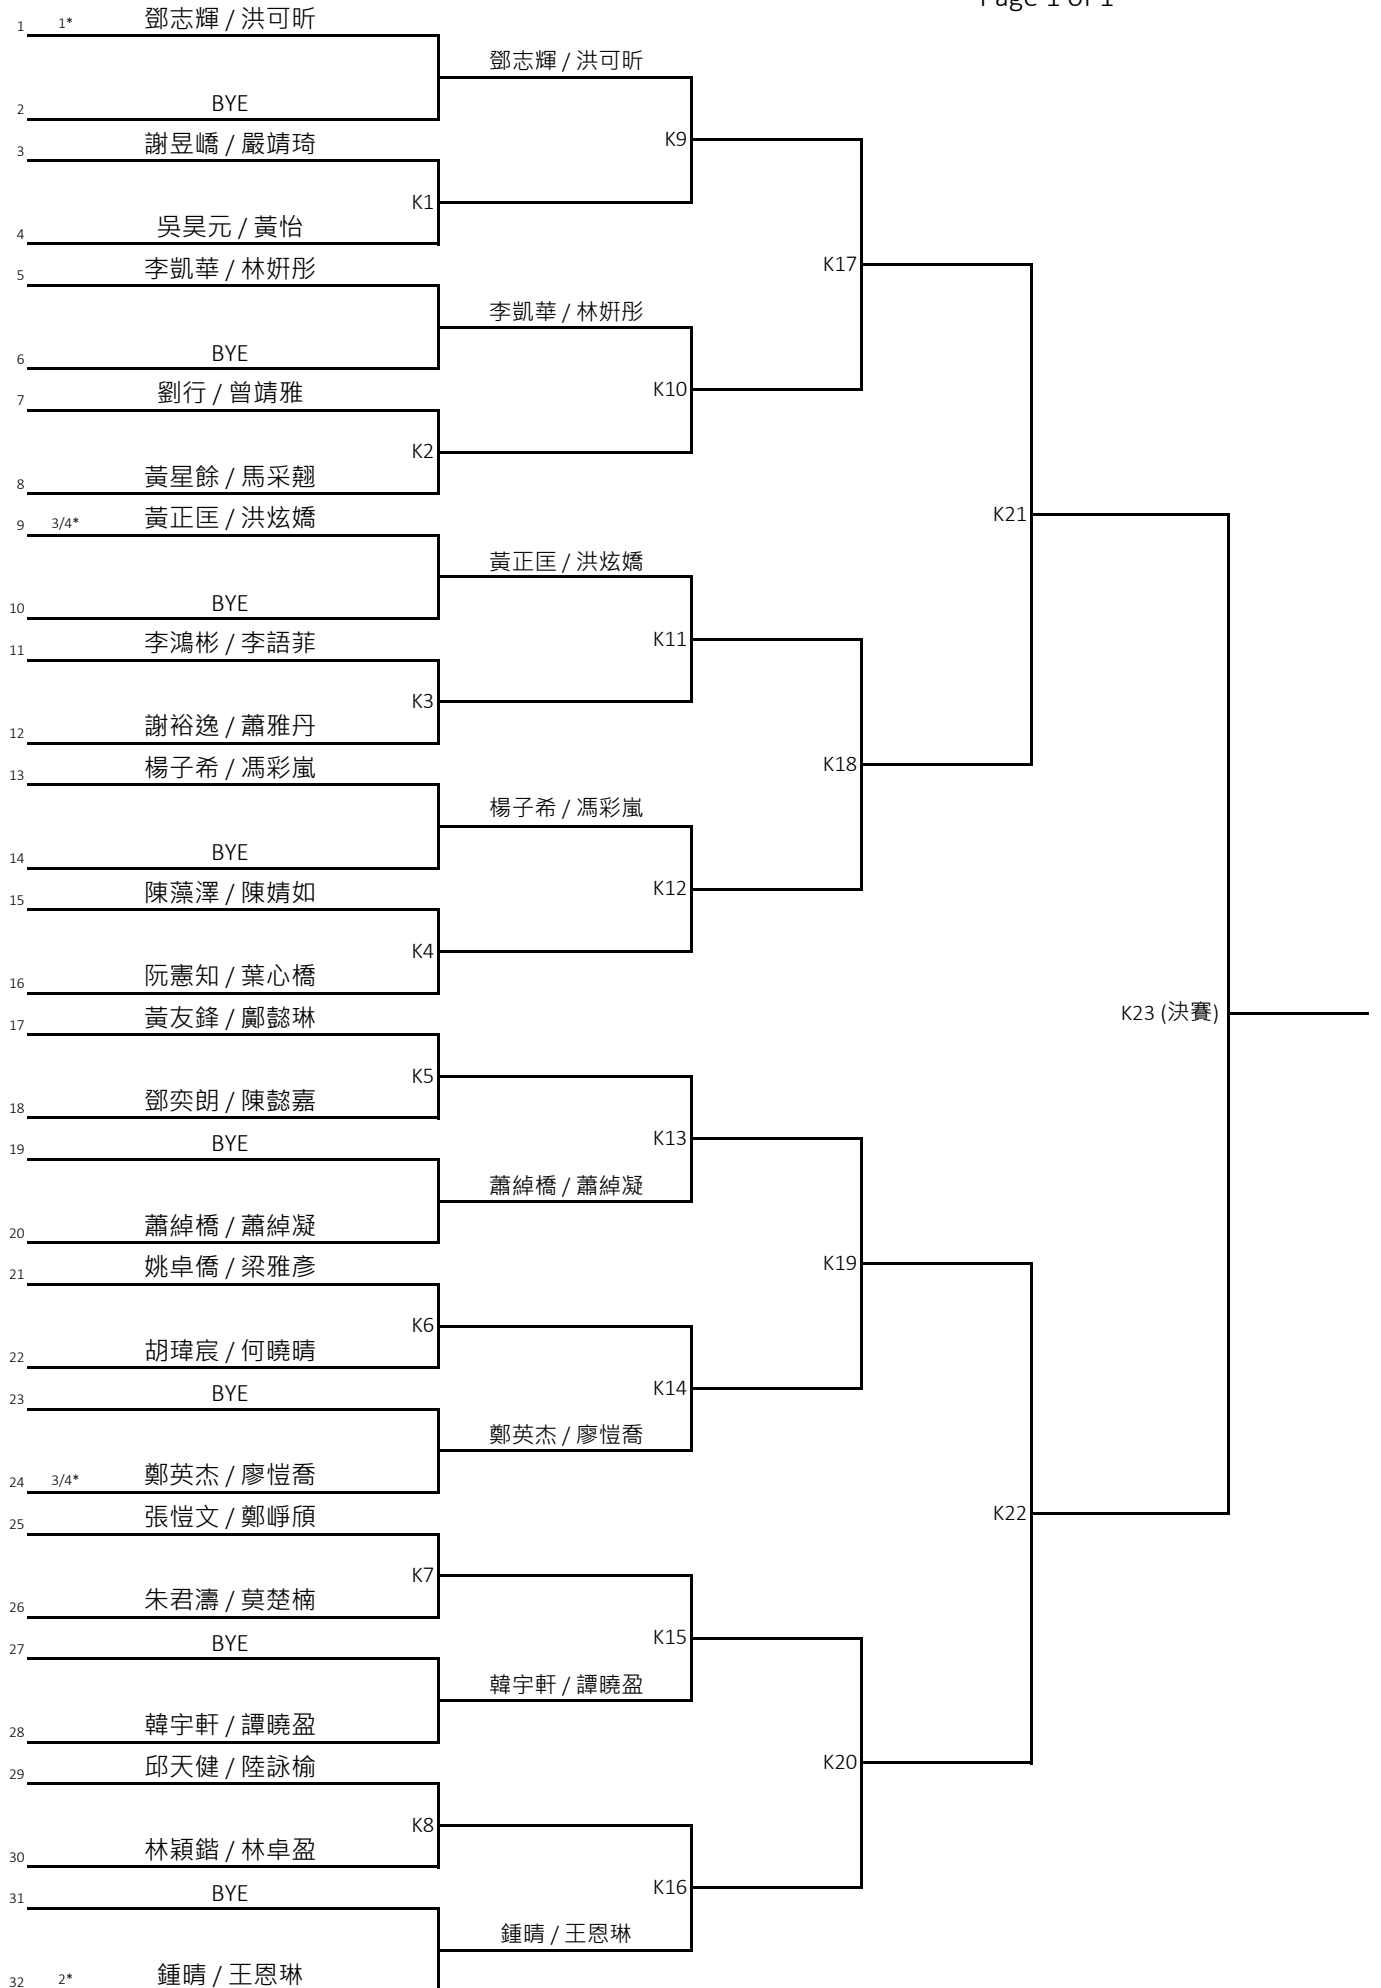 Page 1 of 1
1 1* 鄧志輝 / 洪可昕
鄧志輝 / 洪可昕
2 BYE
K9
3 謝昱嶠 / 嚴靖琦
K1
4 吳昊元 / 黃怡
K17
5 李凱華 / 林姸彤
李凱華 / 林姸彤
6 BYE
K10
7 劉行 / 曾靖雅
K2
8 黃星餘 / 馬采翹
K21
9 3/4* 黃正匡 / 洪炫嬌
黃正匡 / 洪炫嬌
10 BYE
K11
11 李鴻彬 / 李語菲
K3
12 謝裕逸 / 蕭雅丹
K18
13 楊子希 / 馮彩嵐
楊子希 / 馮彩嵐
14 BYE
K12
15 陳藻澤 / 陳婧如
K4
16 阮憲知 / 葉心橋
K23 (決賽)
17 黃友鋒 / 鄺懿琳
K5
18 鄧奕朗 / 陳懿嘉
K13
19 BYE
蕭綽橋 / 蕭綽凝
20 蕭綽橋 / 蕭綽凝
K19
21 姚卓僑 / 梁雅彥
K6
22 胡瑋宸 / 何曉晴
K14
23 BYE
鄭英杰 / 廖愷喬
24 3/4* 鄭英杰 / 廖愷喬
K22
25 張愷文 / 鄭崢頎
K7
26 朱君濤 / 莫楚楠
K15
27 BYE
韓宇軒 / 譚曉盈
28 韓宇軒 / 譚曉盈
K20
29 邱天健 / 陸詠榆
K8
30 林穎鍇 / 林卓盈
K16
31 BYE
鍾晴 / 王恩琳
32 2* 鍾晴 / 王恩琳